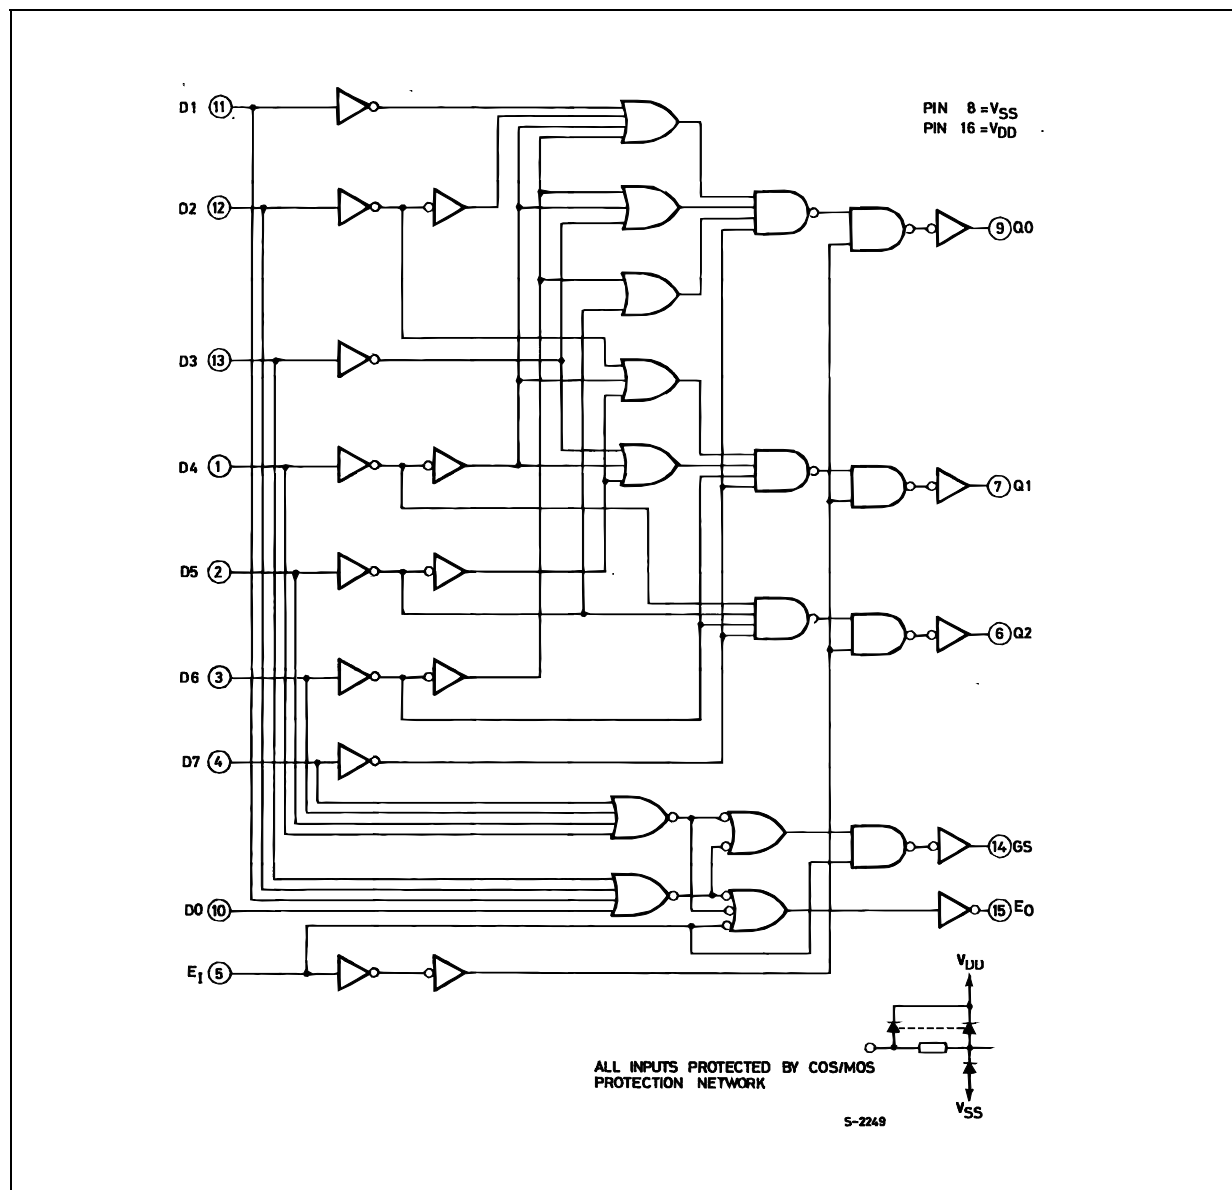 D1 11
PIN 8 = VSS
PIN 16 = VDD
D2 12
9 Q0
D3 13
D4 1
7 Q1
D5 2
6 Q2
D6 3
D7 4
14 GS
D0 10
15 EO
EI 5
VDD
ALL INPUTS PROTECTED BY COS/MOS
PROTECTION NETWORK
VSS
S-2249